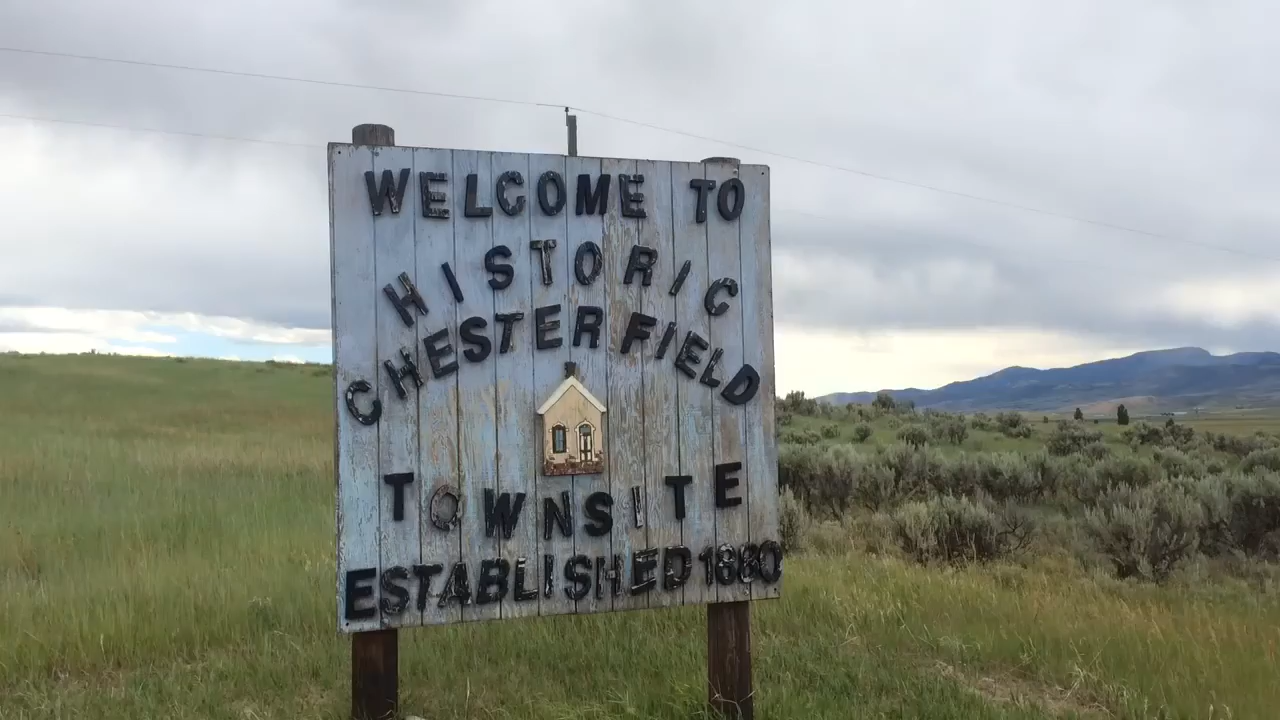 WELCOME TO
HISTORIC
CHESTERFIELD
TOWNSITE
ESTABLISHED 1880